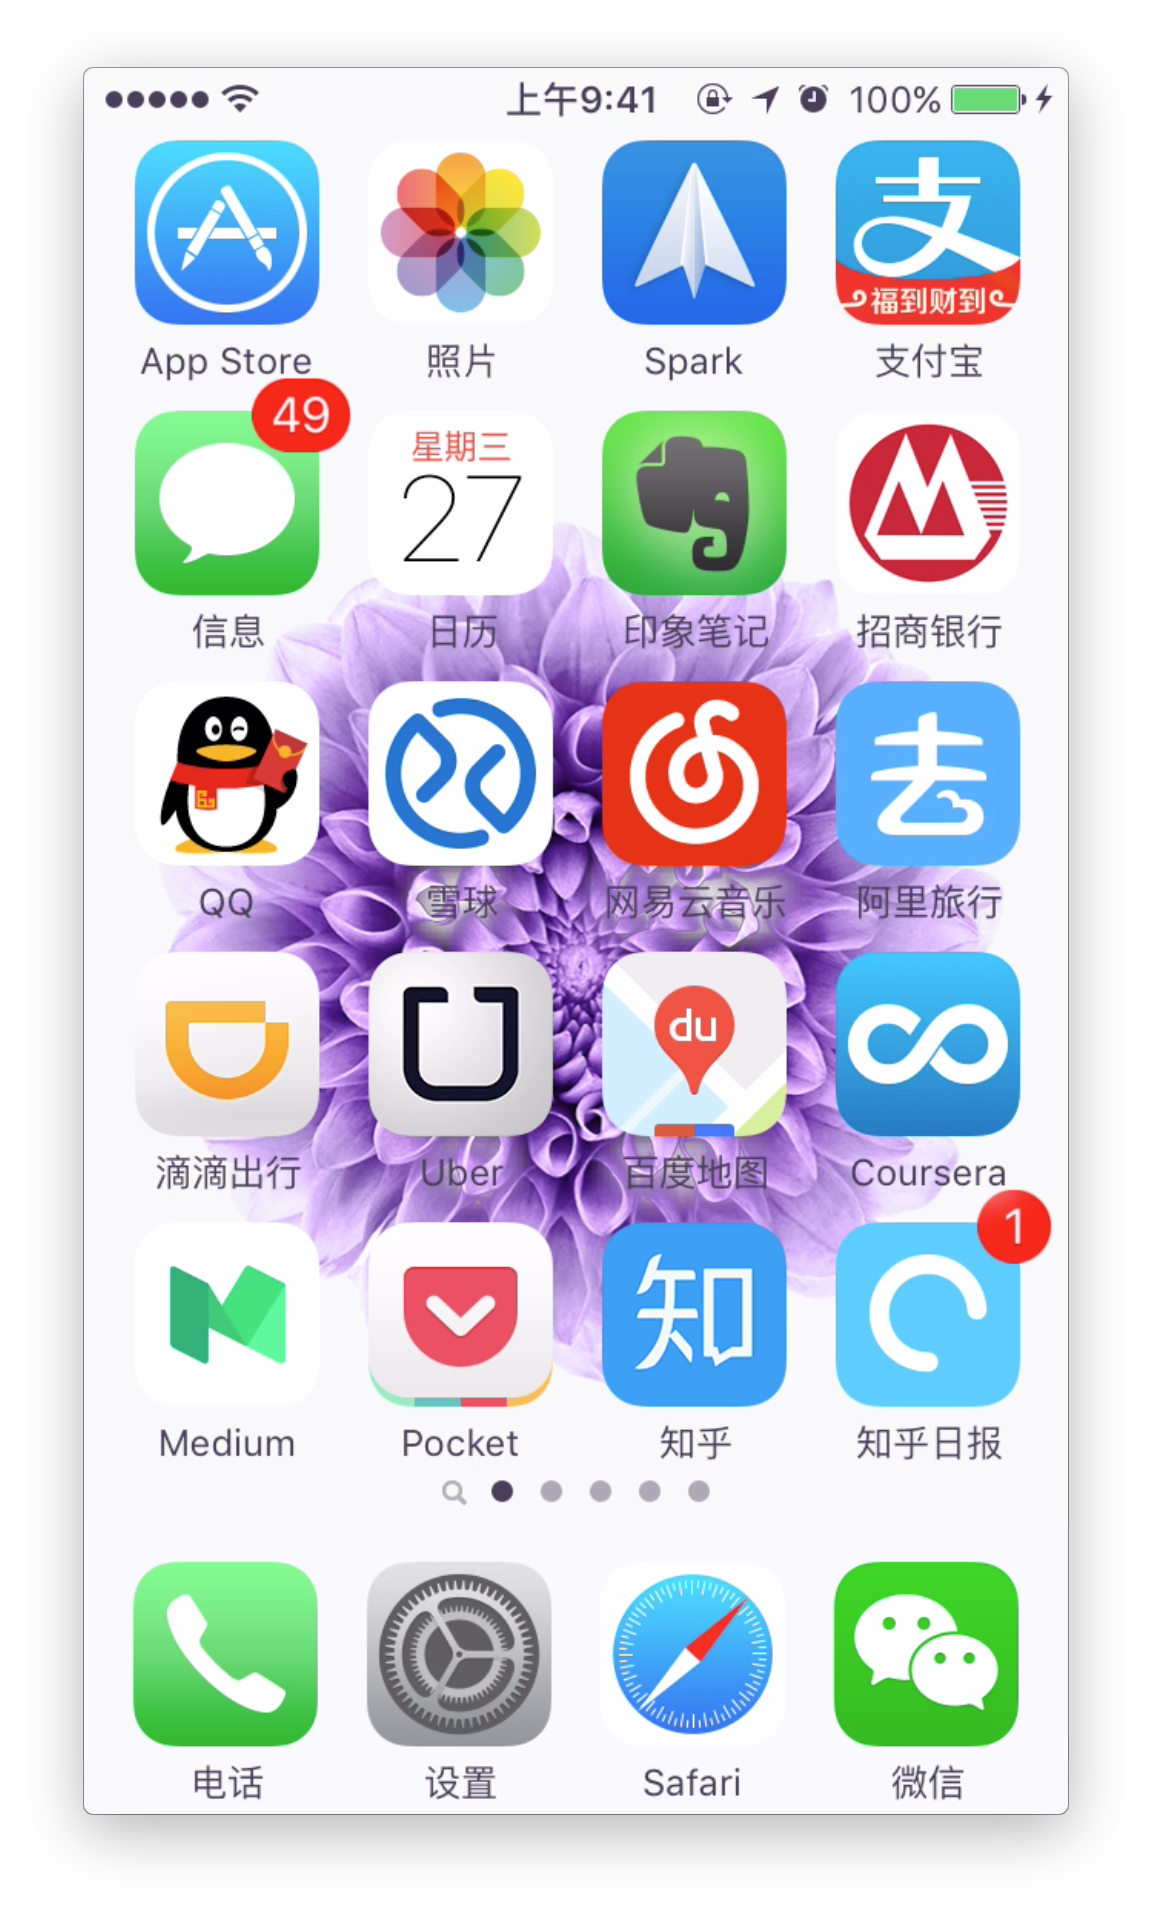 上午9:41 100%
支
福到财到
App Store 照片 Spark 支付宝
49
星期三
27
信息 日历 印象笔记 招商银行
去
QQ 雪球 网易云音乐 阿里旅行
du
滴滴出行 Uber 百度地图 Coursera
1
知
Medium Pocket 知乎 知乎日报
电话 设置 Safari 微信